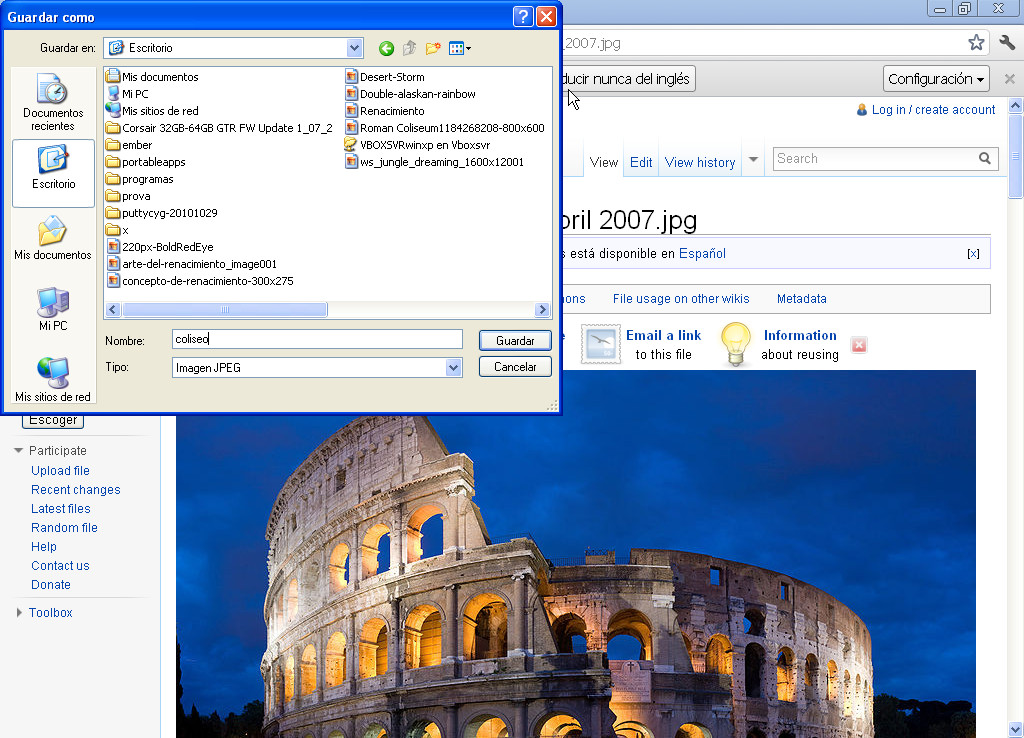 Guardar como
Guardar en: Escritorio
Documentos recientes
Escritorio
Mis documentos
Mi PC
Mis sitios de red
Mis documentos
Mi PC
Mis sitios de red
Corsair 32GB-64GB GTR FW Update 1_07_2
ember
portableapps
programas
prova
puttycyg-20101029
x
220px-BoldRedEye
arte-del-renacimiento_image001
concepto-de-renacimiento-300x275
Desert-Storm
Double-alaskan-rainbow
Renacimiento
Roman Coliseum1184268208-800x600
VBOXSVRwinxp en Vboxsvr
ws_jungle_dreaming_1600x12001
Nombre: coliseo
Guardar
Tipo: Imagen JPEG
Cancelar
_2007.jpg
ducir nunca del inglés
Configuración
Log in / create account
View
Edit
View history
Search
pril 2007.jpg
s está disponible en Español
[x]
ons
File usage on other wikis
Metadata
Email a link
to this file
Information
about reusing
Escoger
Participate
Upload file
Recent changes
Latest files
Random file
Help
Contact us
Donate
Toolbox